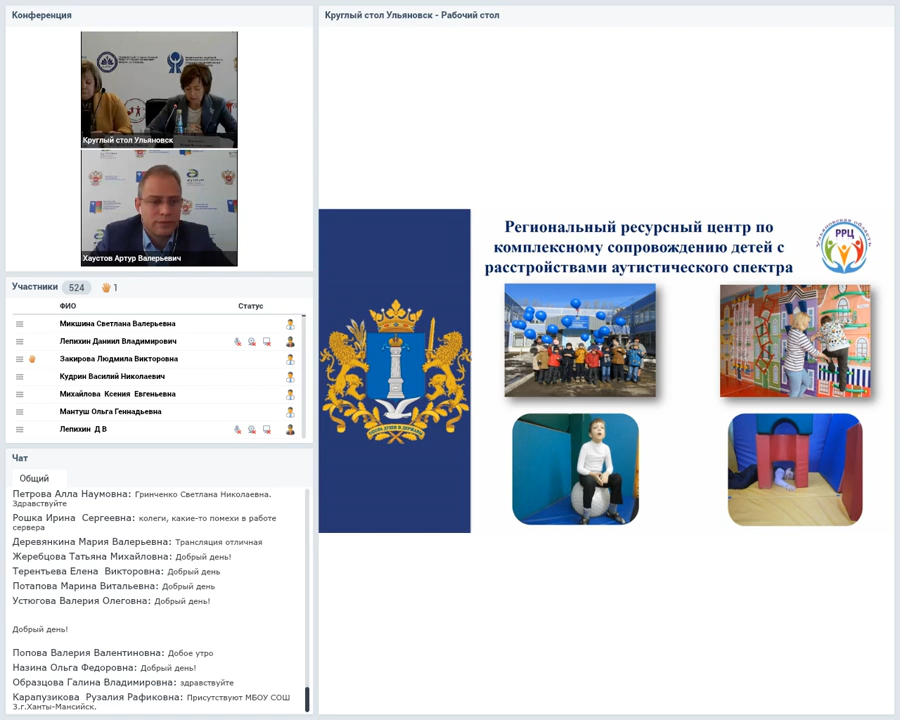 Конференция
Круглый стол Ульяновск
Хаустов Артур Валерьевич
Участники 524 1
ФИО Статус
Микшина Светлана Валерьевна
Лепихин Даниил Владимирович
Закирова Людмила Викторовна
Кудрин Василий Николаевич
Михайлова Ксения Евгеньевна
Мантуш Ольга Геннадьевна
Лепихин Д В
Чат
Общий
Петрова Алла Наумовна: Гринченко Светлана Николаевна.
Здравствуйте
Рошка Ирина Сергеевна: колеги, какие-то помехи в работе
сервера
Деревянкина Мария Валерьевна: Трансляция отличная
Жеребцова Татьяна Михайловна: Добрый день!
Терентьева Елена Викторовна: Добрый день
Потапова Марина Витальевна: Добрый день
Устюгова Валерия Олеговна: Добрый день!
Добрый день!
Попова Валерия Валентиновна: Добое утро
Назина Ольга Федоровна: Добрый день!
Образцова Галина Владимировна: здравствуйте
Карапузикова Рузалия Рафиковна: Присутствуют МБОУ СОШ
3.г.Ханты-Мансийск.
Круглый стол Ульяновск - Рабочий стол
Региональный ресурсный центр по
комплексному сопровождению детей с
расстройствами аутистического спектра
Ульяновская область
РРЦ